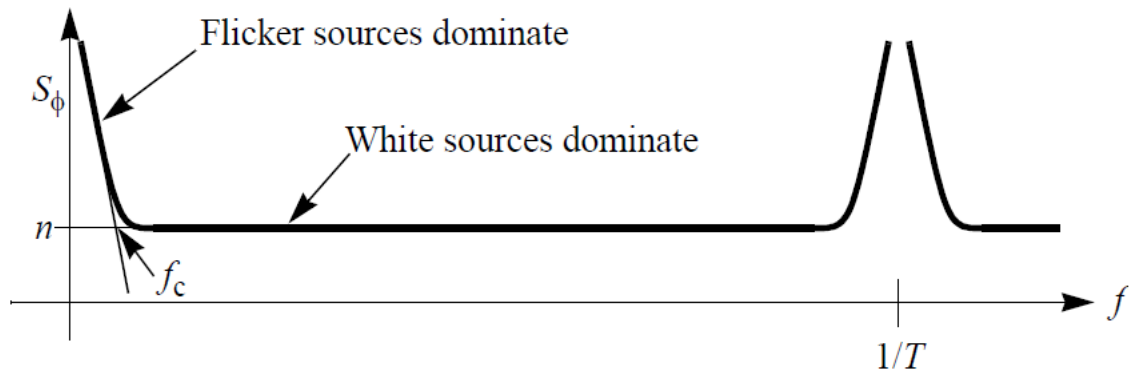 Flicker sources dominate
Sϕ
White sources dominate
n
fc
f
1/T